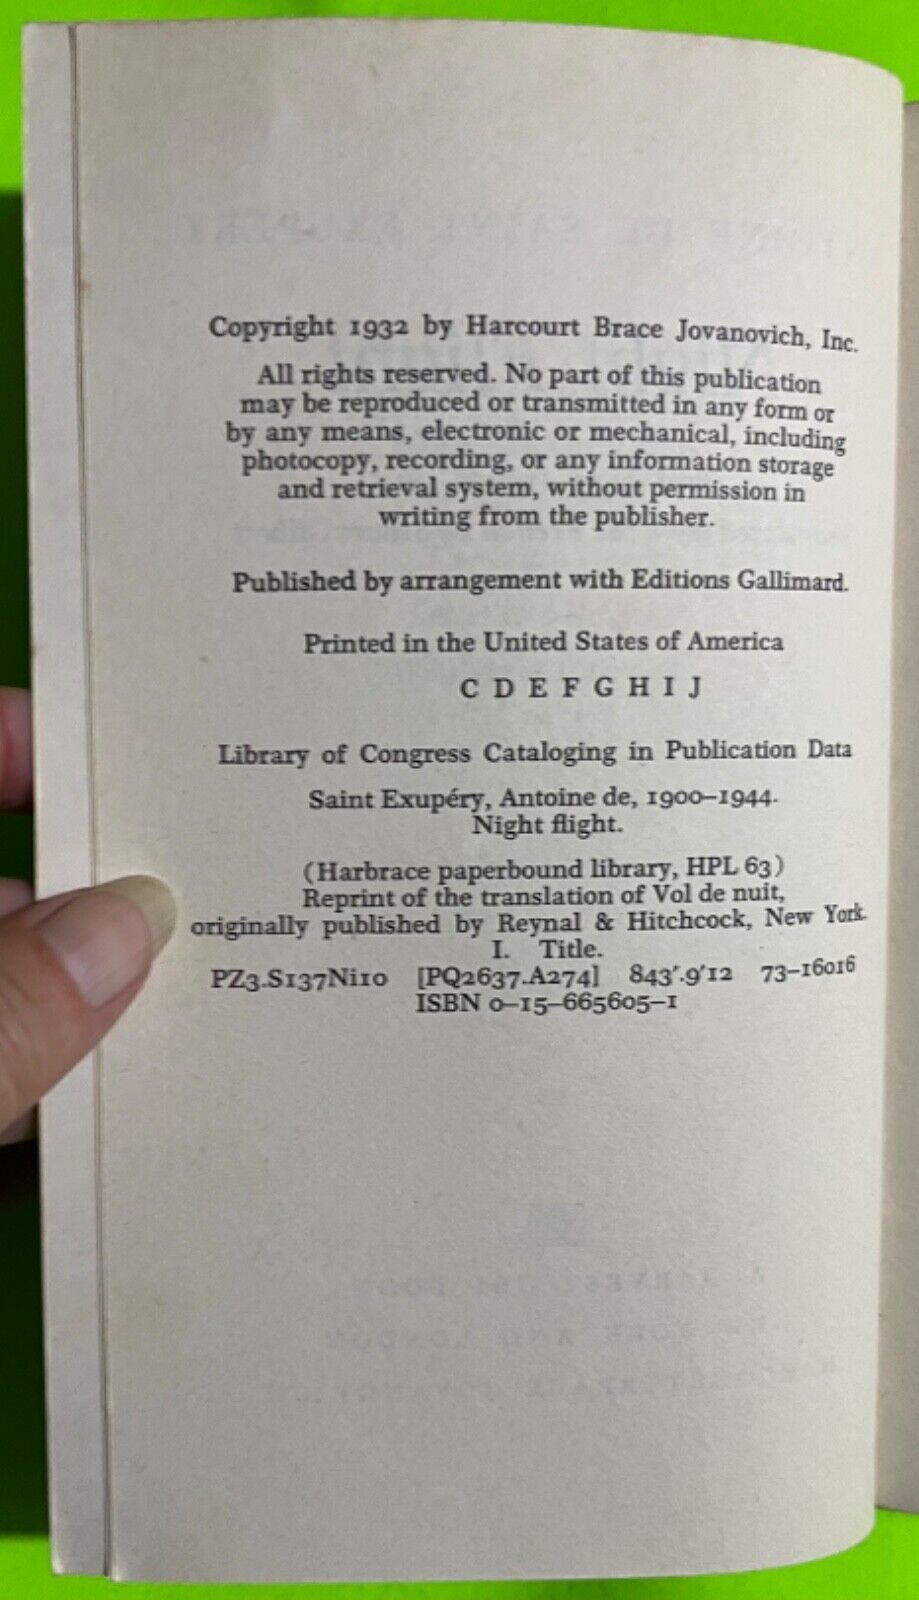 Copyright 1932 by Harcourt Brace Jovanovich, Inc.
All rights reserved. No part of this publication
may be reproduced or transmitted in any form or
by any means, electronic or mechanical, including
photocopy, recording, or any information storage
and retrieval system, without permission in
writing from the publisher.
Published by arrangement with Editions Gallimard.
Printed in the United States of America
C D E F G H I J
Library of Congress Cataloging in Publication Data
Saint Exupéry, Antoine de, 1900–1944.
Night flight.
(Harbrace paperbound library, HPL 63)
Reprint of the translation of Vol de nuit,
originally published by Reynal & Hitchcock, New York.
I. Title.
PZ3.S137Ni10 [PQ2637.A274] 843'.9'12 73–16016
ISBN 0–15–665605–1